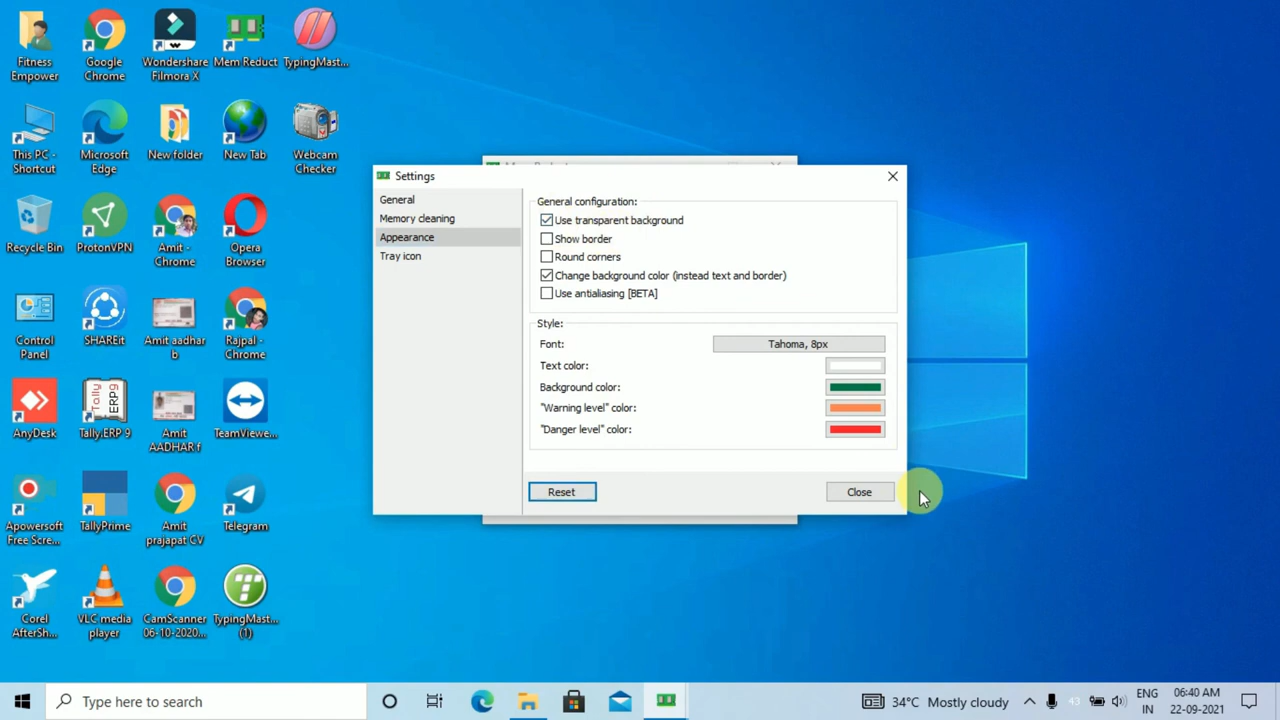 Fitness
Empower
Google
Chrome
Wondershare
Filmora X
Mem Reduct
TypingMast...
This PC -
Shortcut
Microsoft
Edge
New folder
New Tab
Webcam
Checker
Recycle Bin
ProtonVPN
Amit -
Chrome
Opera
Browser
Control
Panel
SHAREit
Amit aadhar
b
Rajpal -
Chrome
AnyDesk
Tally.ERP 9
Amit
AADHAR f
TeamViewe...
Apowersoft
Free Scre...
TallyPrime
Amit
prajapat CV
Telegram
Corel
AfterSh...
VLC media
player
CamScanner
06-10-2020...
TypingMast...
(1)
Settings
General
Memory cleaning
Appearance
Tray icon
General configuration:
Use transparent background
Show border
Round corners
Change background color (instead text and border)
Use antialiasing [BETA]
Style:
Font:
Tahoma, 8px
Text color:
Background color:
"Warning level" color:
"Danger level" color:
Reset
Close
Type here to search
34°C Mostly cloudy
43
ENG
IN
06:40 AM
22-09-2021